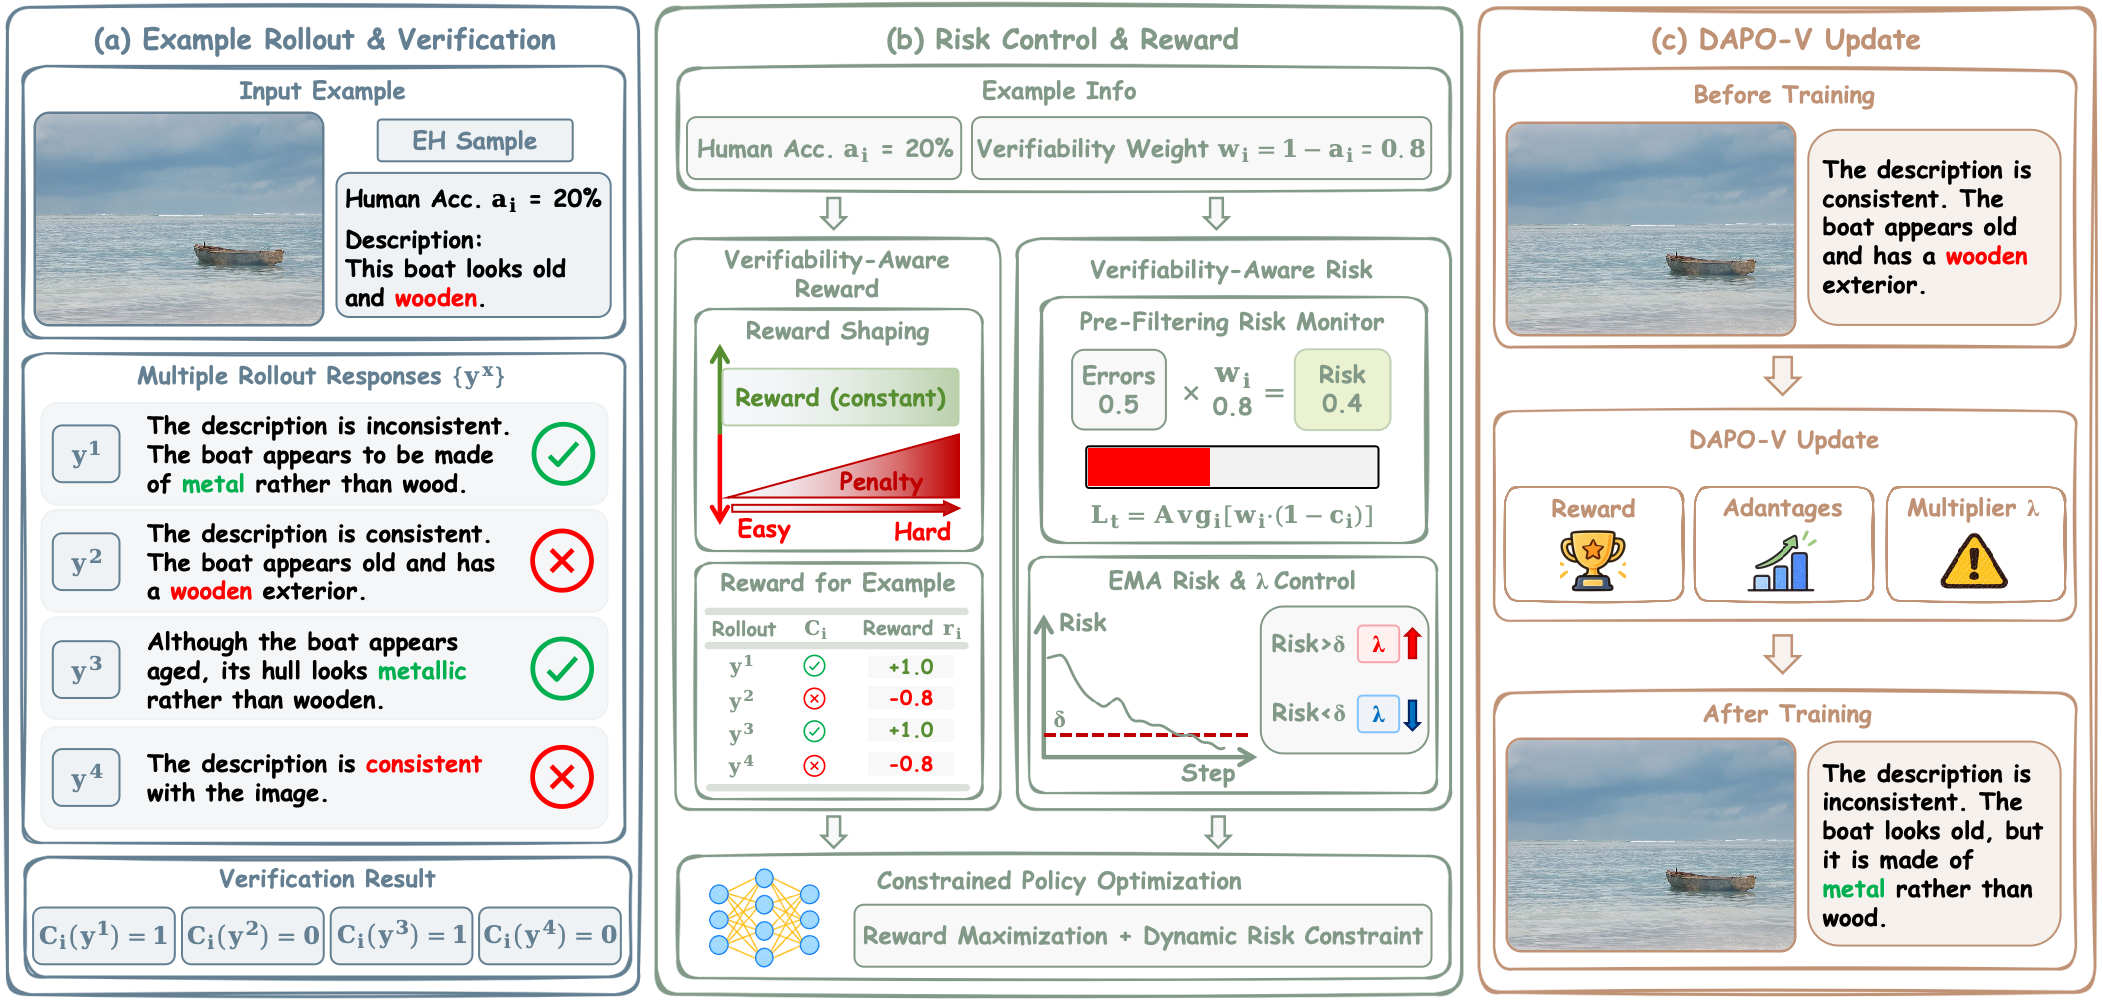 (a) Example Rollout & Verification
Input Example
EH Sample
Human Acc. aᵢ = 20%
Description:
This boat looks old
and wooden.
Multiple Rollout Responses {yˣ}
y¹
The description is inconsistent.
The boat appears to be made
of metal rather than wood.
y²
The description is consistent.
The boat appears old and has
a wooden exterior.
y³
Although the boat appears
aged, its hull looks metallic
rather than wooden.
y⁴
The description is consistent
with the image.
Verification Result
Cᵢ(y¹) = 1
Cᵢ(y²) = 0
Cᵢ(y³) = 1
Cᵢ(y⁴) = 0
(b) Risk Control & Reward
Example Info
Human Acc. aᵢ = 20%
Verifiability Weight wᵢ = 1 − aᵢ = 0.8
Verifiability-Aware
Reward
Reward Shaping
Reward (constant)
Penalty
Easy
Hard
Reward for Example
Rollout Cᵢ Reward rᵢ
y¹ +1.0
y² -0.8
y³ +1.0
y⁴ -0.8
Verifiability-Aware Risk
Pre-Filtering Risk Monitor
Errors
0.5
×
wᵢ
0.8
=
Risk
0.4
Lₜ = Avgᵢ[wᵢ·(1 − cᵢ)]
EMA Risk & λ Control
Risk
δ
Step
Risk>δ λ
Risk<δ λ
Constrained Policy Optimization
Reward Maximization + Dynamic Risk Constraint
(c) DAPO-V Update
Before Training
The description is
consistent. The
boat appears old
and has a wooden
exterior.
DAPO-V Update
Reward
Adantages
Multiplier λ
After Training
The description is
inconsistent. The
boat looks old, but
it is made of
metal rather than
wood.